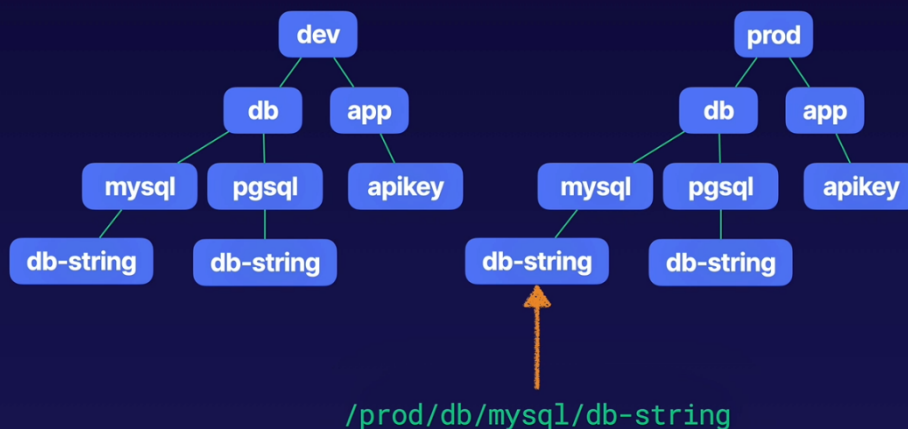 dev prod
db app db app
mysql pgsql apikey mysql pgsql apikey
db-string db-string db-string db-string
/prod/db/mysql/db-string